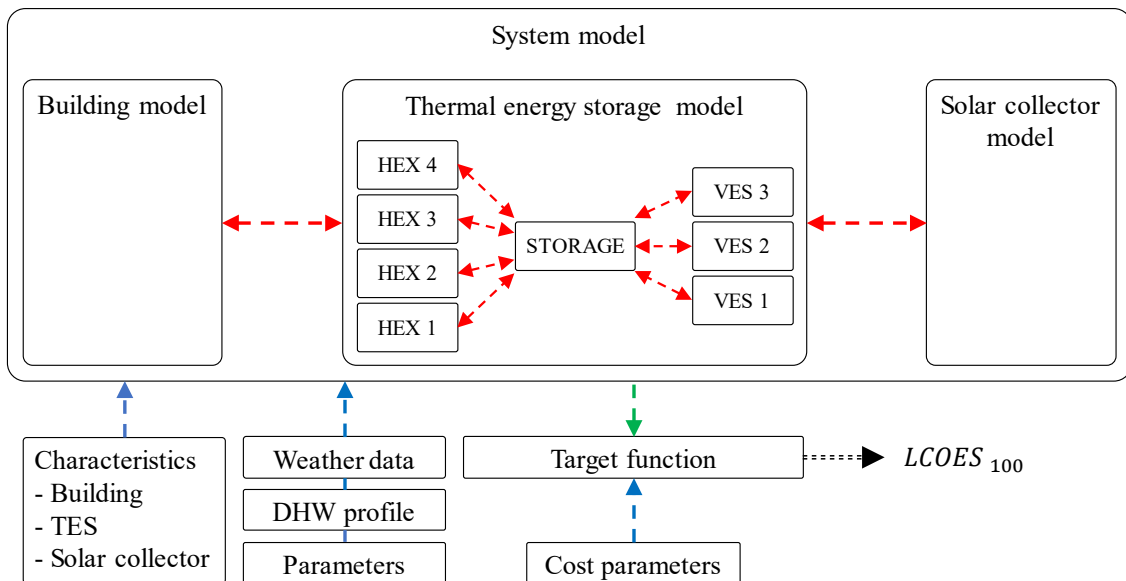 System model
Building model
Thermal energy storage model
Solar collector
model
HEX 4
HEX 3
HEX 2
HEX 1
STORAGE
VES 3
VES 2
VES 1
Characteristics
- Building
- TES
- Solar collector
Weather data
DHW profile
Parameters
Target function
Cost parameters
LCOES 100